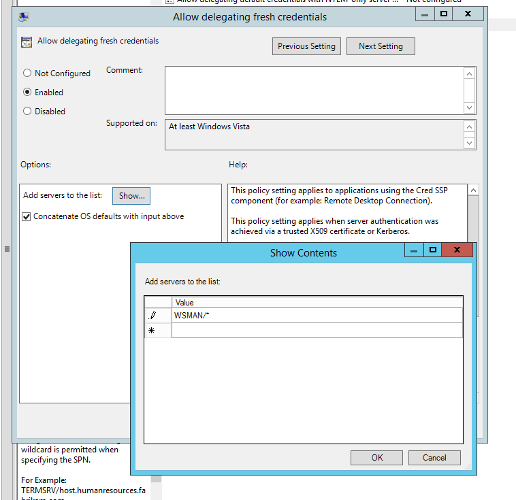 Allow delegating default credentials with NTLM-only server ... Not configured
Allow delegating fresh credentials
Allow delegating fresh credentials
Previous Setting
Next Setting
Not Configured
Comment:
Enabled
Disabled
Supported on:
At least Windows Vista
Options:
Help:
Add servers to the list:
Show...
Concatenate OS defaults with input above
This policy setting applies to applications using the Cred SSP
component (for example: Remote Desktop Connection).
This policy setting applies when server authentication was
achieved via a trusted X509 certificate or Kerberos.
Show Contents
Add servers to the list:
Value
WSMAN/*
OK
Cancel
wildcard is permitted when
specifying the SPN.
For Example:
TERMSRV/host.humanresources.fa